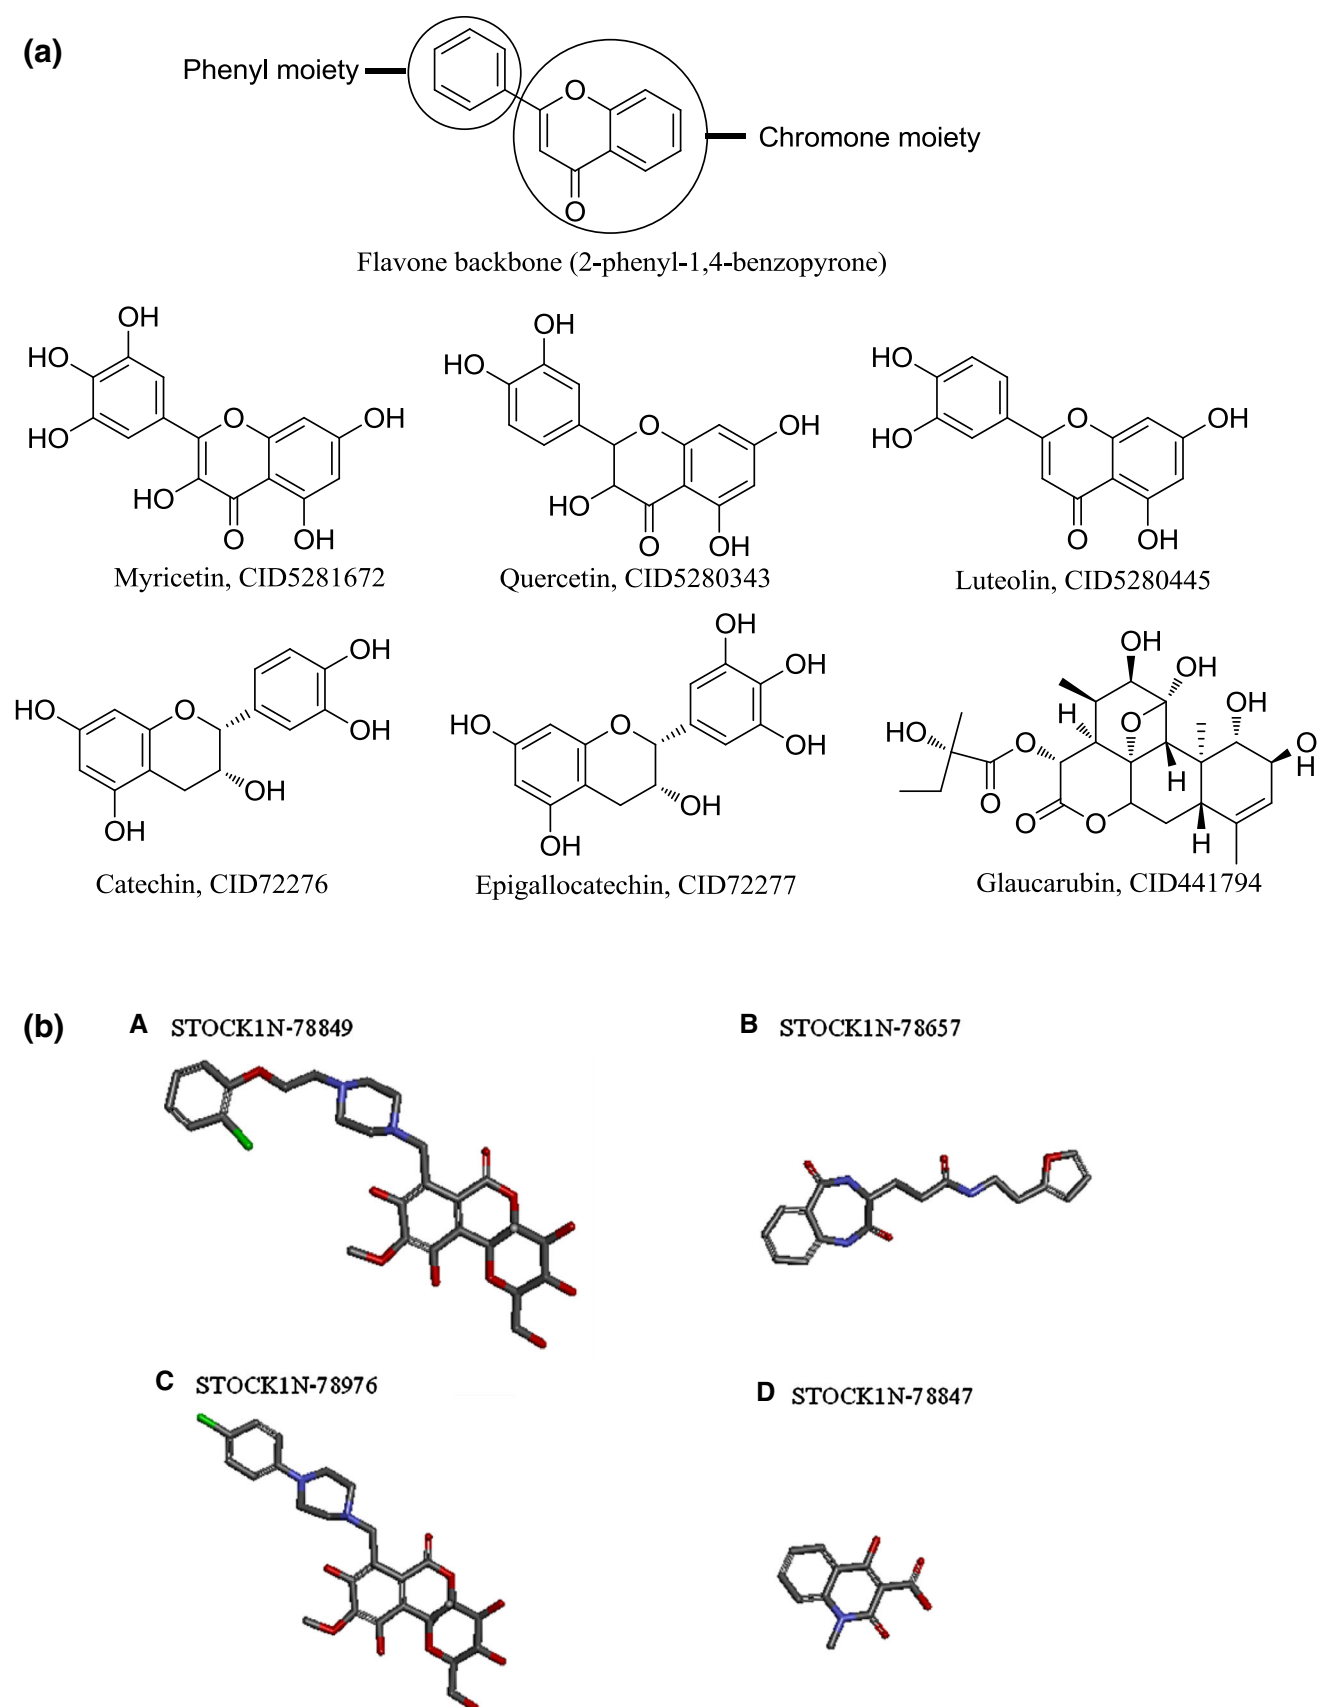 (a)
Phenyl moiety
O
Chromone moiety
O
Flavone backbone (2-phenyl-1,4-benzopyrone)
OH
HO
HO
O
OH
HO
O
OH
Myricetin, CID5281672
OH
HO
O
OH
HO
O
OH
Quercetin, CID5280343
HO
HO
O
OH
O
OH
Luteolin, CID5280445
OH
OH
HO
O
OH
OH
Catechin, CID72276
OH
OH
OH
HO
O
OH
OH
Epigallocatechin, CID72277
OH
OH
OH
H
O
HO
O
O
H
H
O
O
O
H
Glaucarubin, CID441794
(b)
A STOCK1N-78849
B STOCK1N-78657
C STOCK1N-78976
D STOCK1N-78847